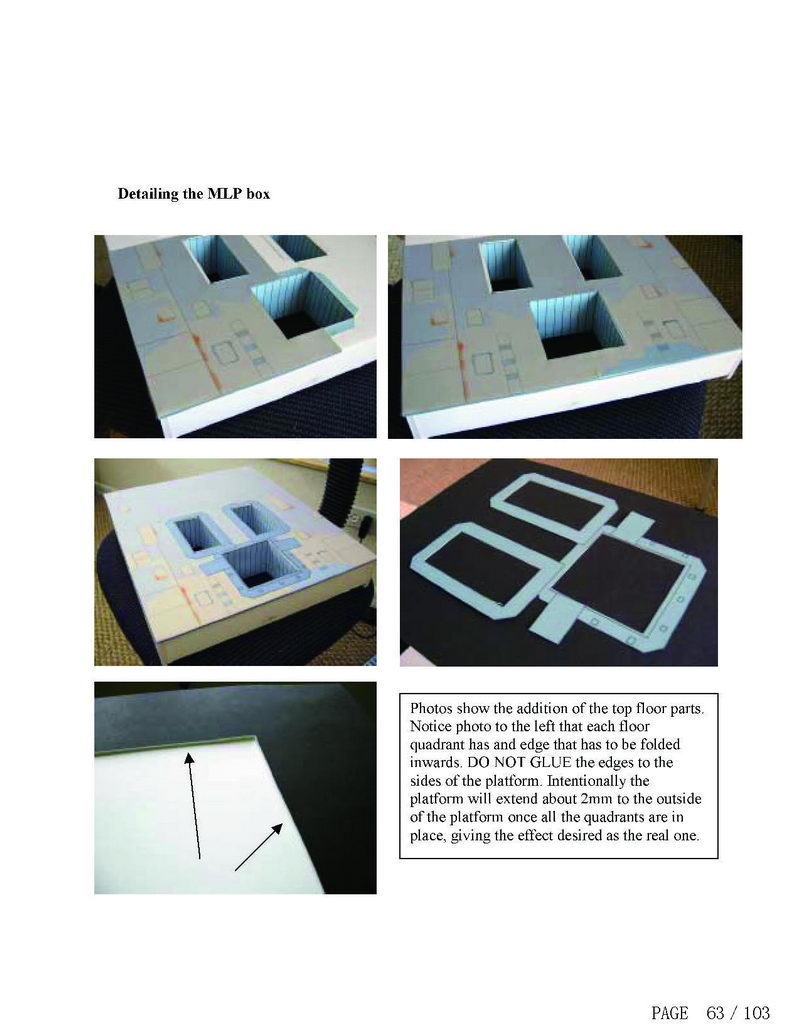 Detailing the MLP box
Photos show the addition of the top floor parts.
Notice photo to the left that each floor
quadrant has and edge that has to be folded
inwards. DO NOT GLUE the edges to the
sides of the platform. Intentionally the
platform will extend about 2mm to the outside
of the platform once all the quadrants are in
place, giving the effect desired as the real one.
PAGE 63 / 103